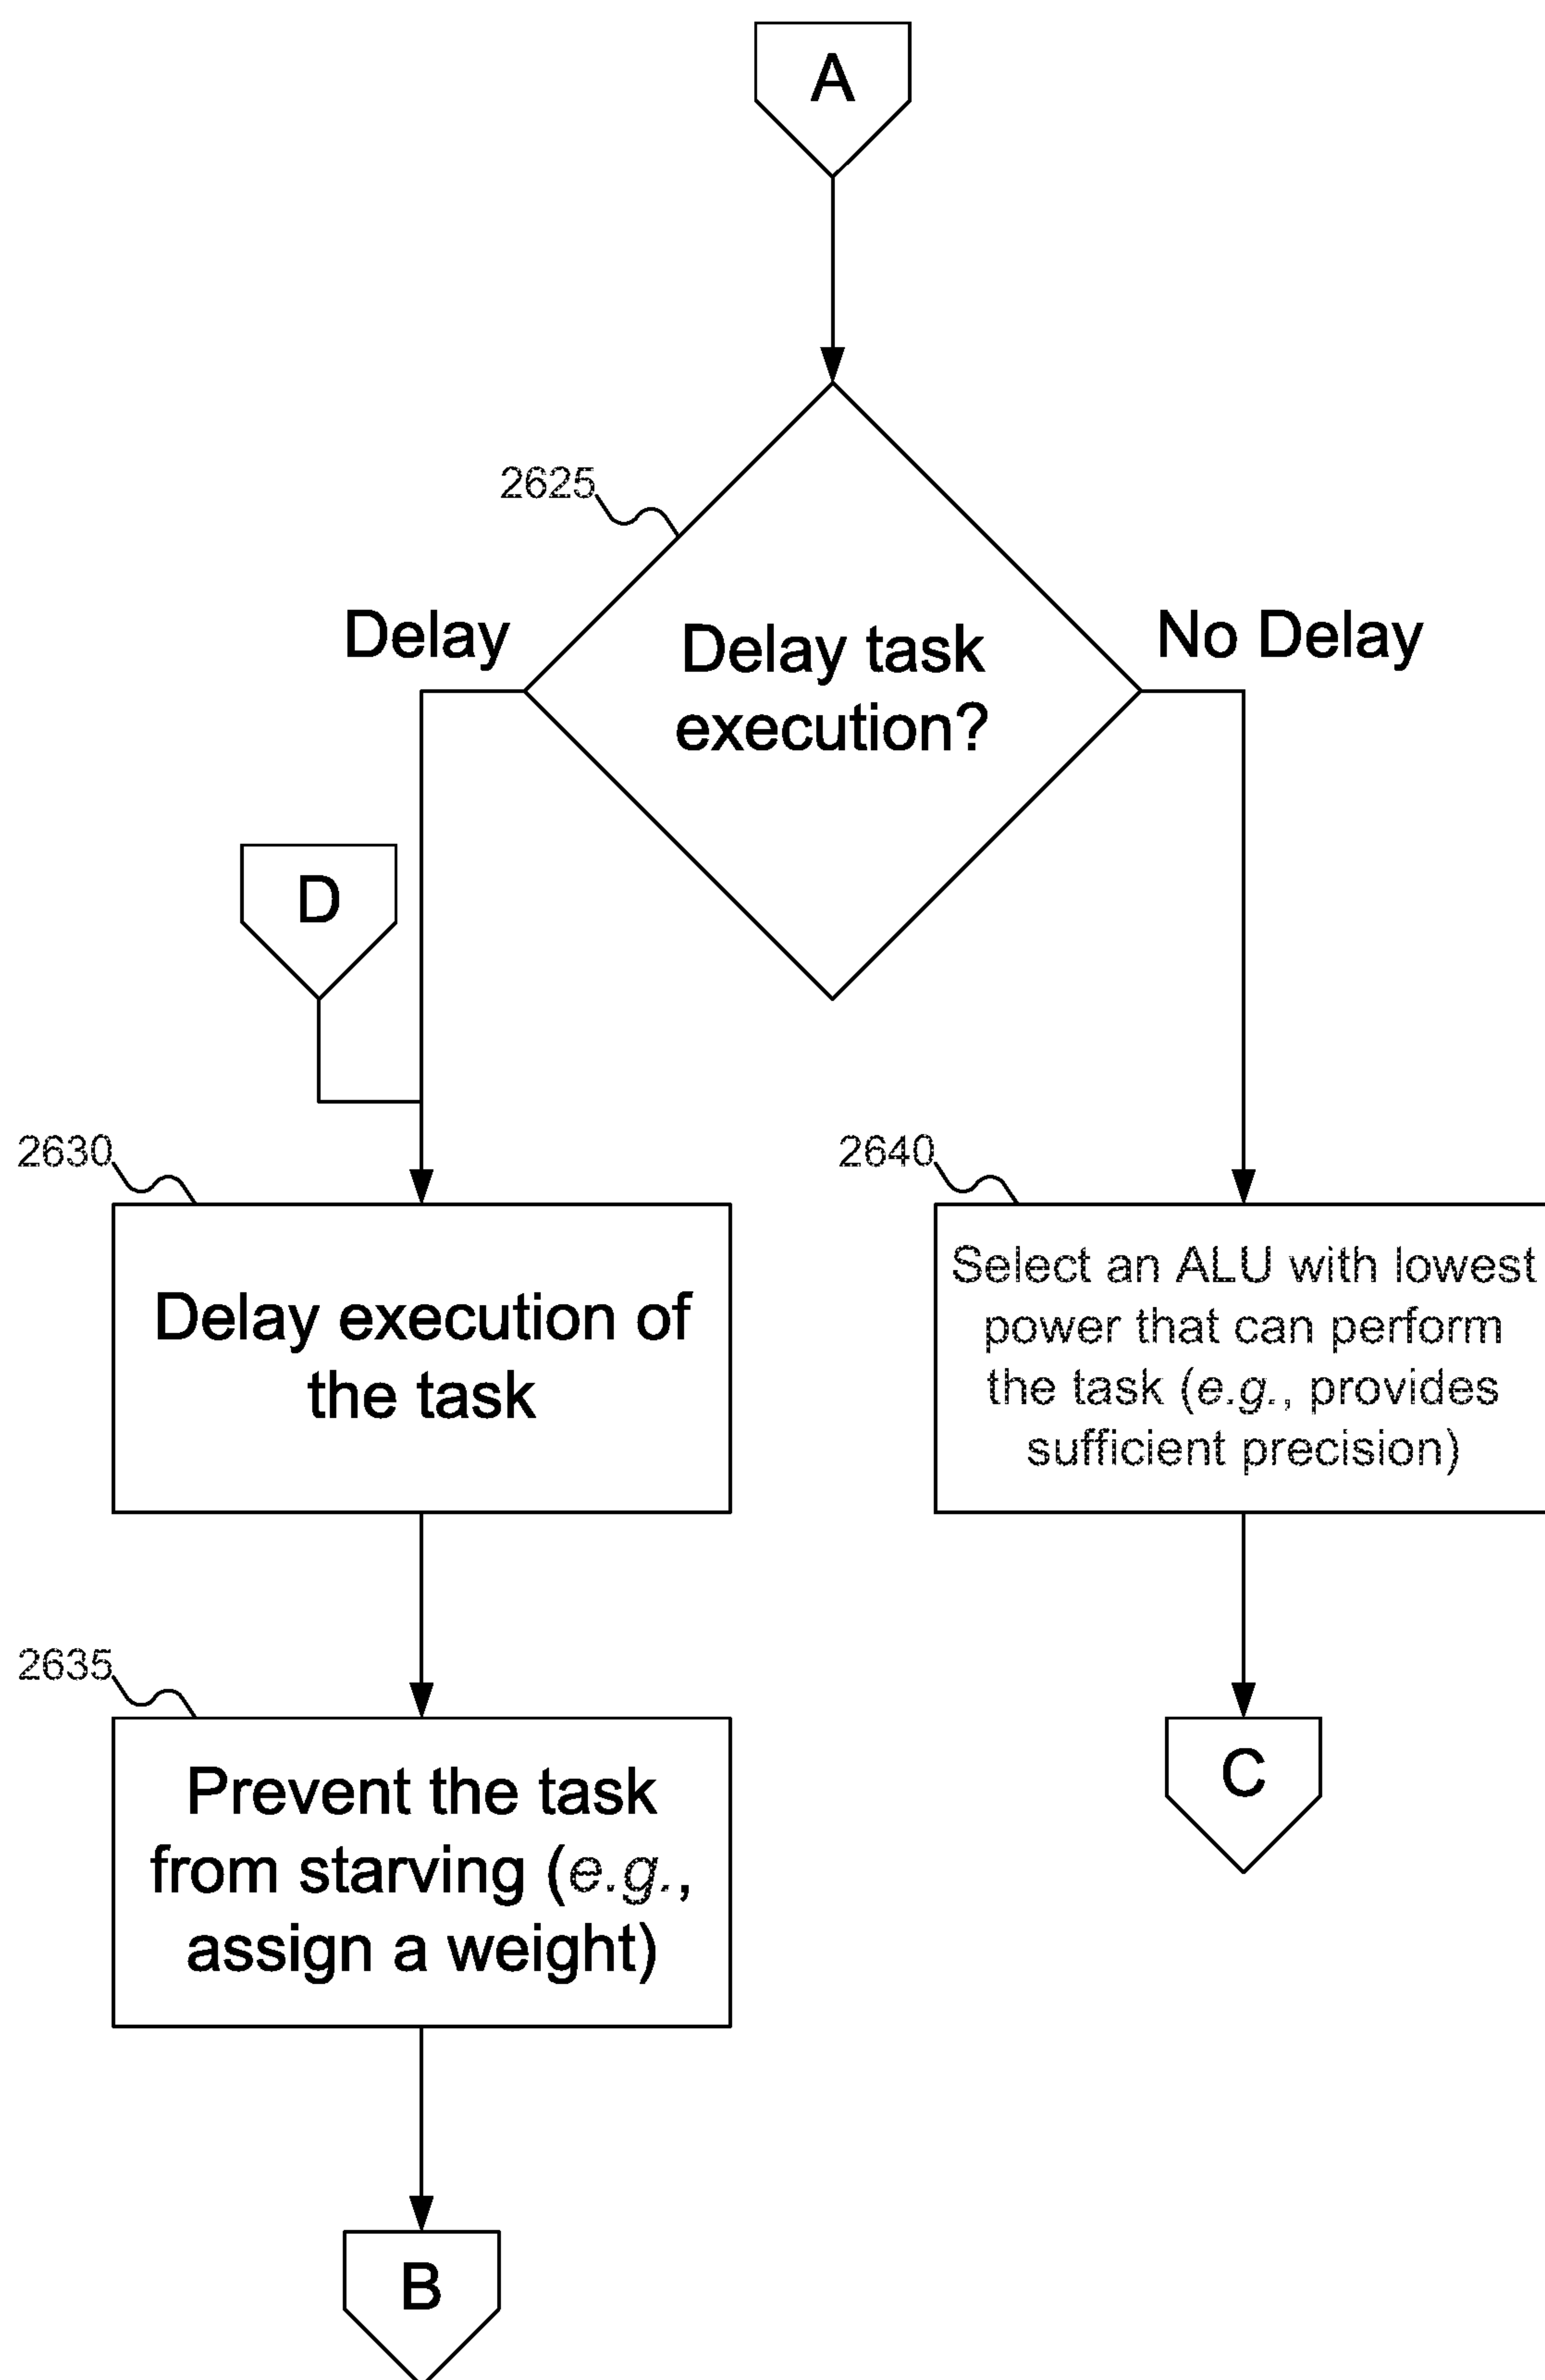 A
2625
Delay
Delay task
execution?
No Delay
D
2630
Delay execution of
the task
2640
Select an ALU with lowest
power that can perform
the task (e.g., provides
sufficient precision)
2635
Prevent the task
from starving (e.g.,
assign a weight)
C
B